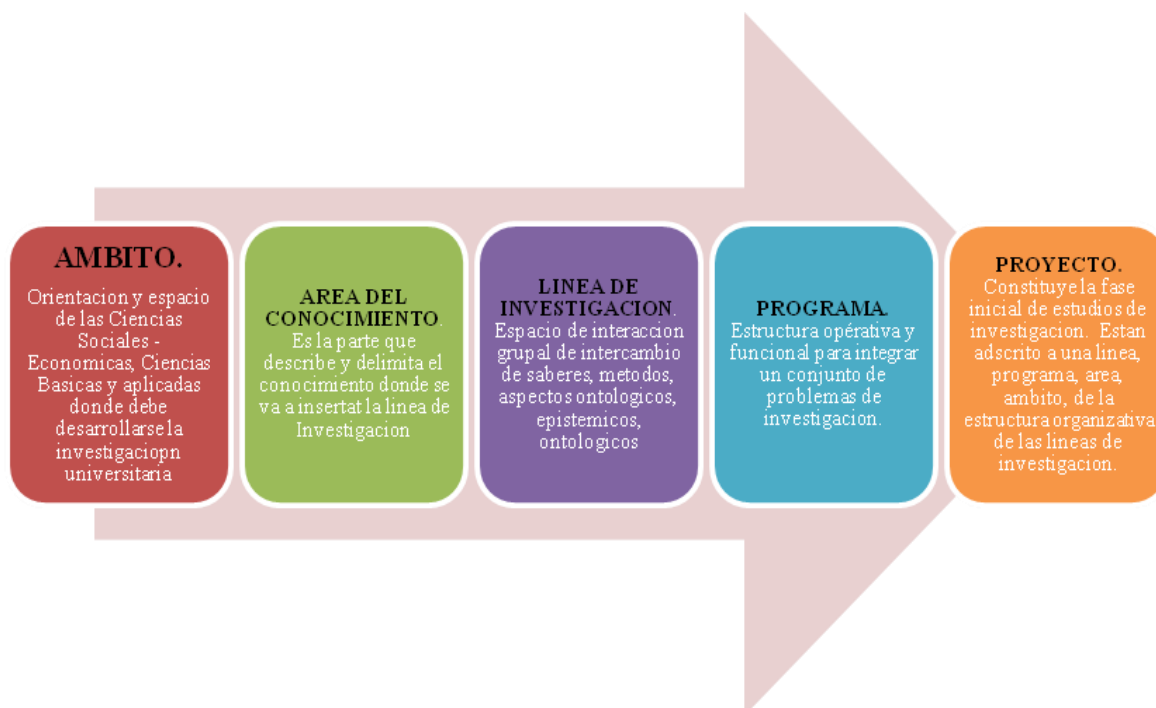 AMBITO.
Orientacion y espacio
de las Ciencias
Sociales -
Economicas, Ciencias
Basicas y aplicadas
donde debe
desarrollarse la
investigaciopn
universitaria
AREA DEL
CONOCIMIENTO.
Es la parte que
describe y delimita el
conocimiento donde se
va a insertat la linea de
Investigacion
LINEA DE
INVESTIGACION.
Espacio de interaccion
grupal de intercambio
de saberes, metodos,
aspectos ontologicos,
epistemicos,
ontologicos
PROGRAMA.
Estructura opérativa y
funcional para integrar
un conjunto de
problemas de
investigacion.
PROYECTO.
Constituye la fase
inicial de estudios de
investigacion. Estan
adscrito a una linea,
programa, area,
ambito, de la
estructura organizativa
de las lineas de
investigacion.